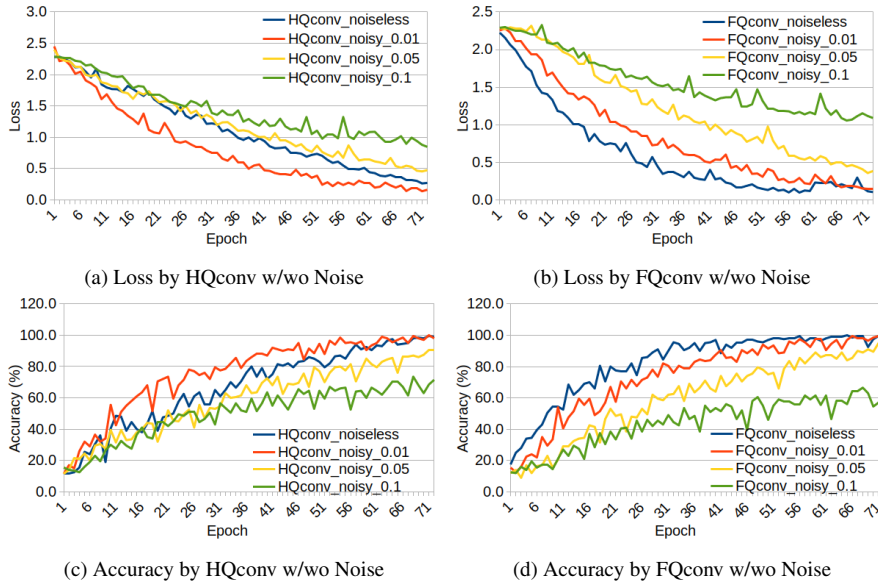 3.0
2.5
2.0
1.5
1.0
0.5
0.0
Loss
HQconv_noiseless
HQconv_noisy_0.01
HQconv_noisy_0.05
HQconv_noisy_0.1
1 6 11 16 21 26 31 36 41 46 51 56 61 66 71
Epoch
(a) Loss by HQconv w/wo Noise
2.5
2.0
1.5
1.0
0.5
0.0
Loss
FQconv_noiseless
FQconv_noisy_0.01
FQconv_noisy_0.05
FQconv_noisy_0.1
1 6 11 16 21 26 31 36 41 46 51 56 61 66 71
Epoch
(b) Loss by FQconv w/wo Noise
120.0
100.0
80.0
60.0
40.0
20.0
0.0
Accuracy (%)
HQconv_noiseless
HQconv_noisy_0.01
HQconv_noisy_0.05
HQconv_noisy_0.1
1 6 11 16 21 26 31 36 41 46 51 56 61 66 71
Epoch
(c) Accuracy by HQconv w/wo Noise
120.0
100.0
80.0
60.0
40.0
20.0
0.0
Accuracy (%)
FQconv_noiseless
FQconv_noisy_0.01
FQconv_noisy_0.05
FQconv_noisy_0.1
1 6 11 16 21 26 31 36 41 46 51 56 61 66 71
Epoch
(d) Accuracy by FQconv w/wo Noise